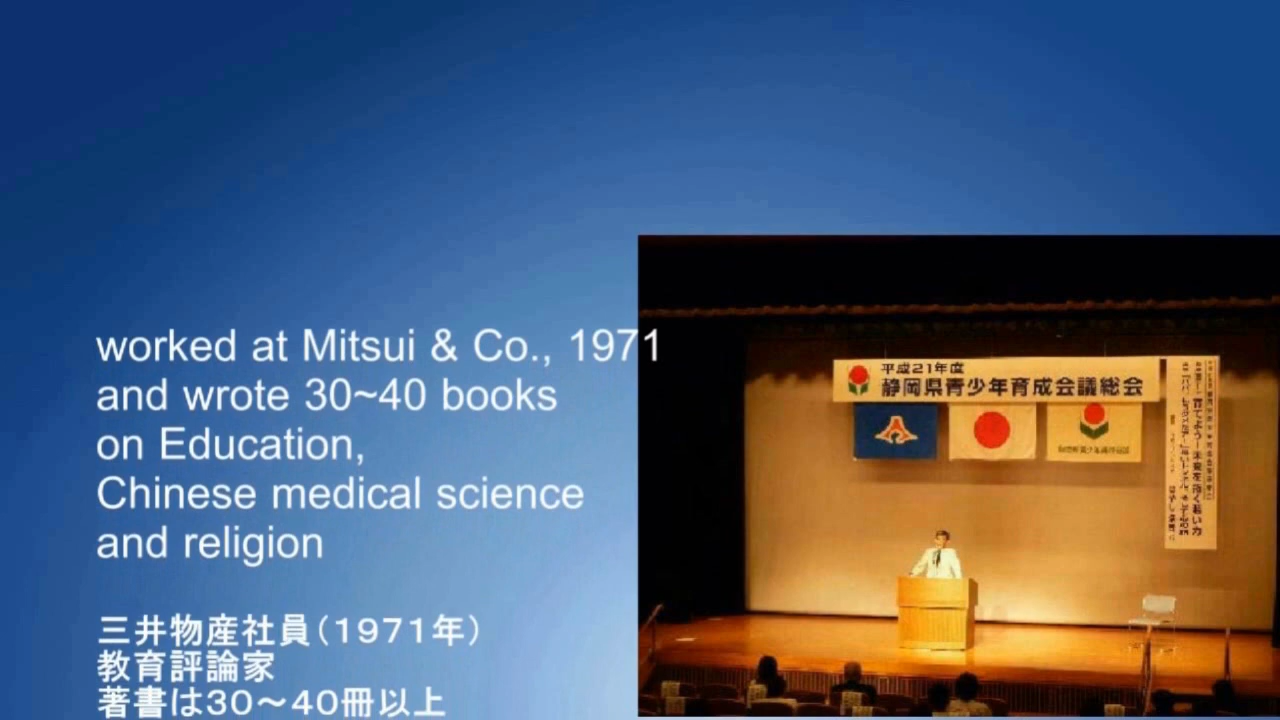 worked at Mitsui & Co., 1971
and wrote 30~40 books
on Education,
Chinese medical science
and religion
三井物産社員（1971年）
教育評論家
著書は30～40冊以上
平成21年度
静岡県青少年育成会議総会